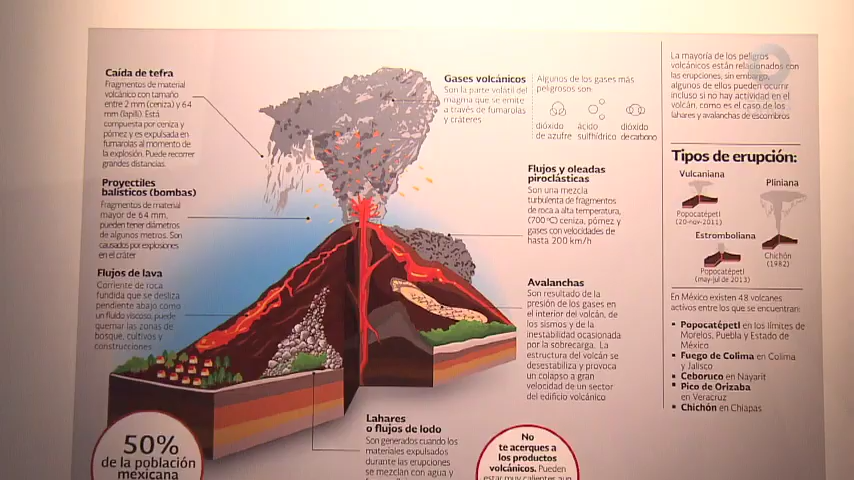 Caída de tefra
Fragmentos de material
volcánico con tamaño
entre 2 mm (ceniza) y 64
mm (lapilli). Está
compuesta por ceniza y
pómez y es expulsada en
fumarolas al momento de
la explosión. Puede recorrer
grandes distancias.
Proyectiles
balísticos (bombas)
Fragmentos de material
mayor de 64 mm,
pueden tener diámetros
de algunos metros. Son
causados por explosiones
en el cráter
Flujos de lava
Corriente de roca
fundida que se desliza
pendiente abajo como
un fluido viscoso, puede
quemar las zonas de
bosque, cultivos y
construcciones
50%
de la población
mexicana
Gases volcánicos
Son la parte volátil del
magma que se emite
a través de fumarolas
y cráteres
Algunos de los gases más
peligrosos son:
dióxido
de azufre
ácido
sulfhídrico
dióxido
de carbono
Flujos y oleadas
piroclásticas
Son una mezcla
turbulenta de fragmentos
de roca a alta temperatura,
(700 °C) ceniza, pómez y
gases con velocidades de
hasta 200 km/h
Avalanchas
Son resultado de la
presión de los gases en
el interior del volcán, de
los sismos y de la
inestabilidad ocasionada
por la sobrecarga. La
estructura del volcán se
desestabiliza y provoca
un colapso a gran
velocidad de un sector
del edificio volcánico
Lahares
o flujos de lodo
Son generados cuando los
materiales expulsados
durante las erupciones
se mezclan con agua y
No
te acerques a
los productos
volcánicos. Pueden
estar muy calientes aun
La mayoría de los peligros
volcánicos están relacionados con
las erupciones, sin embargo,
algunos de ellos pueden ocurrir
incluso si no hay actividad en el
volcán, como es el caso de los
lahares y avalanchas de escombros
Tipos de erupción:
Vulcaniana
Popocatépetl
(20-nov-2011)
Pliniana
Chichón
(1982)
Estromboliana
Popocatépetl
(may-jul de 2013)
En México existen 48 volcanes
activos entre los que se encuentran:
▪ Popocatépetl en los límites de
Morelos, Puebla y Estado de
México
▪ Fuego de Colima en Colima
y Jalisco
▪ Ceboruco en Nayarit
▪ Pico de Orizaba
en Veracruz
▪ Chichón en Chiapas